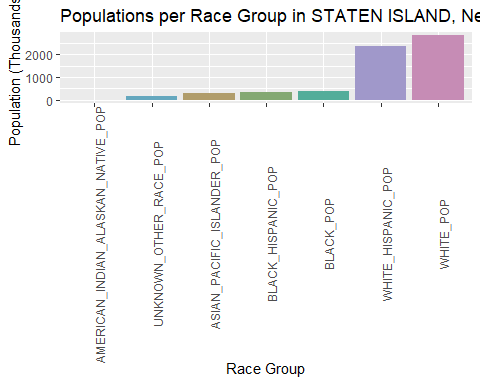 Populations per Race Group in STATEN ISLAND, Ne
Population (Thousands
2000
1000
0
AMERICAN_INDIAN_ALASKAN_NATIVE_POP
UNKNOWN_OTHER_RACE_POP
ASIAN_PACIFIC_ISLANDER_POP
BLACK_HISPANIC_POP
BLACK_POP
WHITE_HISPANIC_POP
WHITE_POP
Race Group